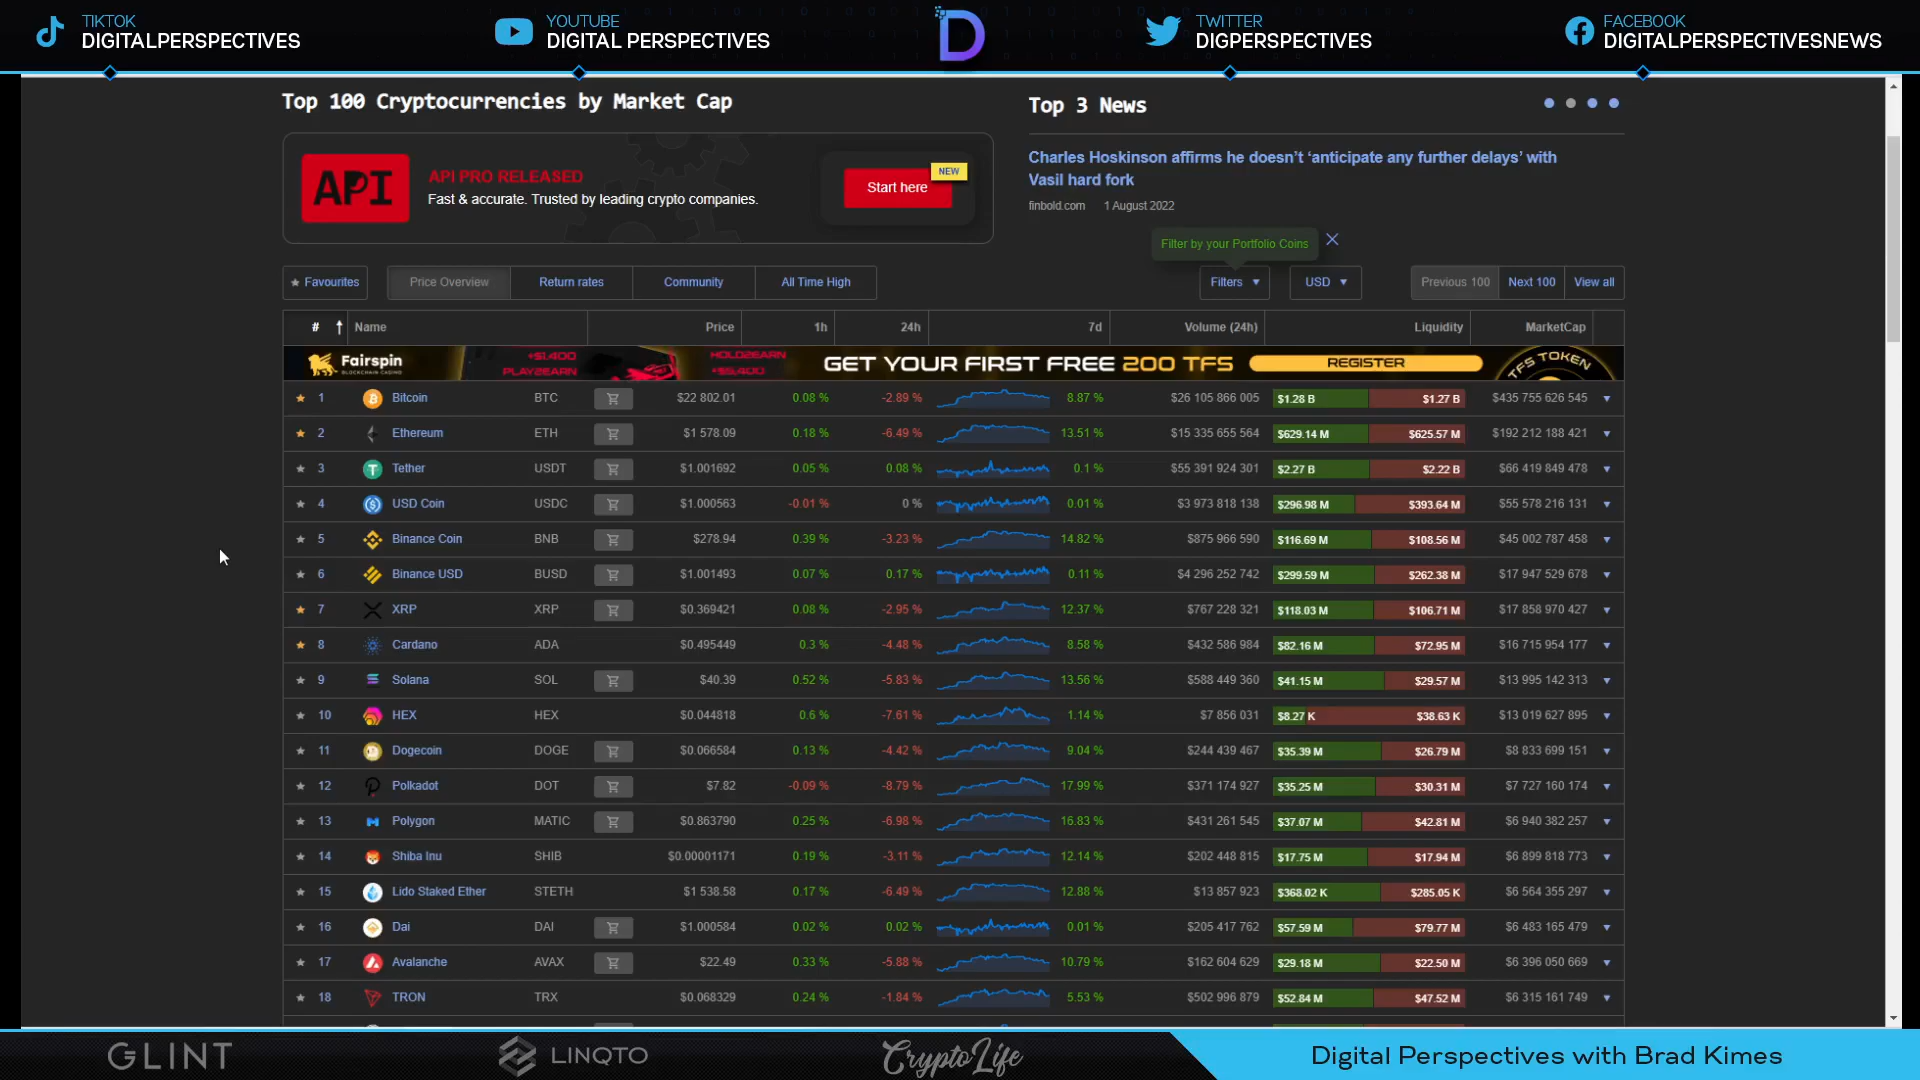 TIKTOK
DIGITALPERSPECTIVES
YOUTUBE
DIGITAL PERSPECTIVES
D
TWITTER
DIGPERSPECTIVES
FACEBOOK
DIGITALPERSPECTIVESNEWS
Top 100 Cryptocurrencies by Market Cap
API
API PRO RELEASED
Fast & accurate. Trusted by leading crypto companies.
Start here
NEW
Top 3 News
Charles Hoskinson affirms he doesn't ‘anticipate any further delays’ with
Vasil hard fork
finbold.com 1 August 2022
Filter by your Portfolio Coins
Favourites Price Overview Return rates Community All Time High Filters USD Previous 100 Next 100 View all
# Name Price 1h 24h 7d Volume (24h) Liquidity MarketCap
Fairspin
BLOCKCHAIN CASINO
+$1,400
PLAY2EARN
HOLD2EARN
+$5,400
GET YOUR FIRST FREE 200 TFS
REGISTER
TFS TOKEN
1 Bitcoin BTC $22 802.01 0.08 % -2.89 % 8.87 % $26 105 866 005 $1.28 B $1.27 B $435 755 626 545
2 Ethereum ETH $1 578.09 0.18 % -6.49 % 13.51 % $15 335 655 564 $629.14 M $625.57 M $192 212 188 421
3 Tether USDT $1.001692 0.05 % 0.08 % 0.1 % $55 391 924 301 $2.27 B $2.22 B $66 419 849 478
4 USD Coin USDC $1.000563 -0.01 % 0 % 0.01 % $3 973 818 138 $296.98 M $393.64 M $55 578 216 131
5 Binance Coin BNB $278.94 0.39 % -3.23 % 14.82 % $875 966 590 $116.69 M $108.56 M $45 002 787 458
6 Binance USD BUSD $1.001493 0.07 % 0.17 % 0.11 % $4 296 252 742 $299.59 M $262.38 M $17 947 529 678
7 XRP XRP $0.369421 0.08 % -2.95 % 12.37 % $767 228 321 $118.03 M $106.71 M $17 858 970 427
8 Cardano ADA $0.495449 0.3 % -4.48 % 8.58 % $432 586 984 $82.16 M $72.95 M $16 715 954 177
9 Solana SOL $40.39 0.52 % -5.83 % 13.56 % $588 449 360 $41.15 M $29.57 M $13 995 142 313
10 HEX HEX $0.044818 0.6 % -7.61 % 1.14 % $7 856 031 $8.27 K $38.63 K $13 019 627 895
11 Dogecoin DOGE $0.066584 0.13 % -4.42 % 9.04 % $244 439 467 $35.39 M $26.79 M $8 833 699 151
12 Polkadot DOT $7.82 -0.09 % -8.79 % 17.99 % $371 174 927 $35.25 M $30.31 M $7 727 160 174
13 Polygon MATIC $0.863790 0.25 % -6.98 % 16.83 % $431 261 545 $37.07 M $42.81 M $6 940 382 257
14 Shiba Inu SHIB $0.00001171 0.19 % -3.11 % 12.14 % $202 448 815 $17.75 M $17.94 M $6 899 818 773
15 Lido Staked Ether STETH $1 538.58 0.17 % -6.49 % 12.88 % $13 857 923 $368.02 K $285.05 K $6 564 355 297
16 Dai DAI $1.000584 0.02 % 0.02 % 0.01 % $205 417 762 $57.59 M $79.77 M $6 483 165 479
17 Avalanche AVAX $22.49 0.33 % -5.88 % 10.79 % $162 604 629 $29.18 M $22.50 M $6 396 050 669
18 TRON TRX $0.068329 0.24 % -1.84 % 5.53 % $502 996 879 $52.84 M $47.52 M $6 315 161 749
GLINT
LINQTO
CryptoLife
Digital Perspectives with Brad Kimes